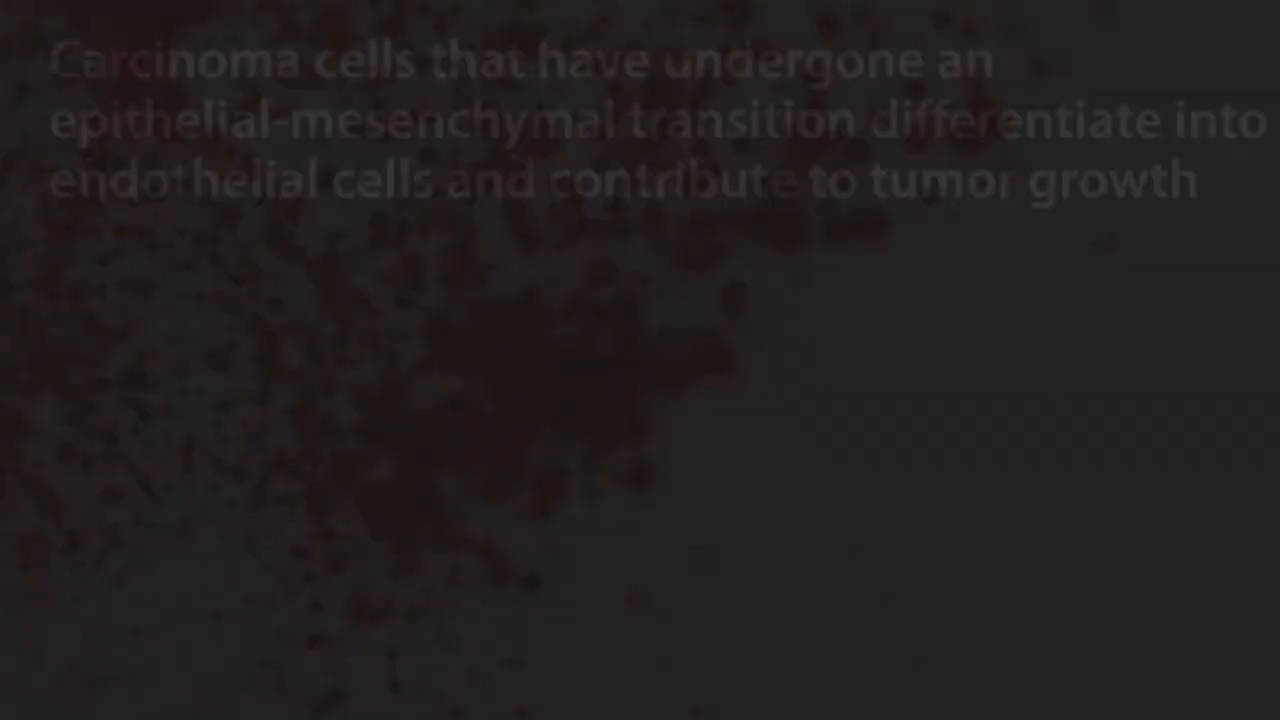 Carcinoma cells that have undergone an
epithelial-mesenchymal transition differentiate into
endothelial cells and contribute to tumor growth